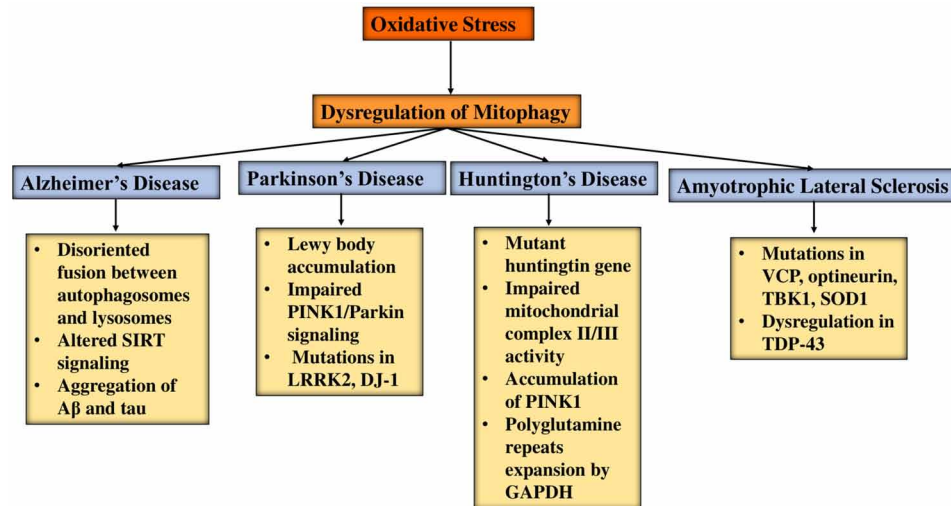 Oxidative Stress
Dysregulation of Mitophagy
Alzheimer's Disease
Parkinson's Disease
Huntington's Disease
Amyotrophic Lateral Sclerosis
• Disoriented
fusion between
autophagosomes
and lysosomes
• Altered SIRT
signaling
• Aggregation of
Aβ and tau
• Lewy body
accumulation
• Impaired
PINK1/Parkin
signaling
• Mutations in
LRRK2, DJ-1
• Mutant
huntingtin gene
• Impaired
mitochondrial
complex II/III
activity
• Accumulation
of PINK1
• Polyglutamine
repeats
expansion by
GAPDH
• Mutations in
VCP, optineurin,
TBK1, SOD1
• Dysregulation in
TDP-43